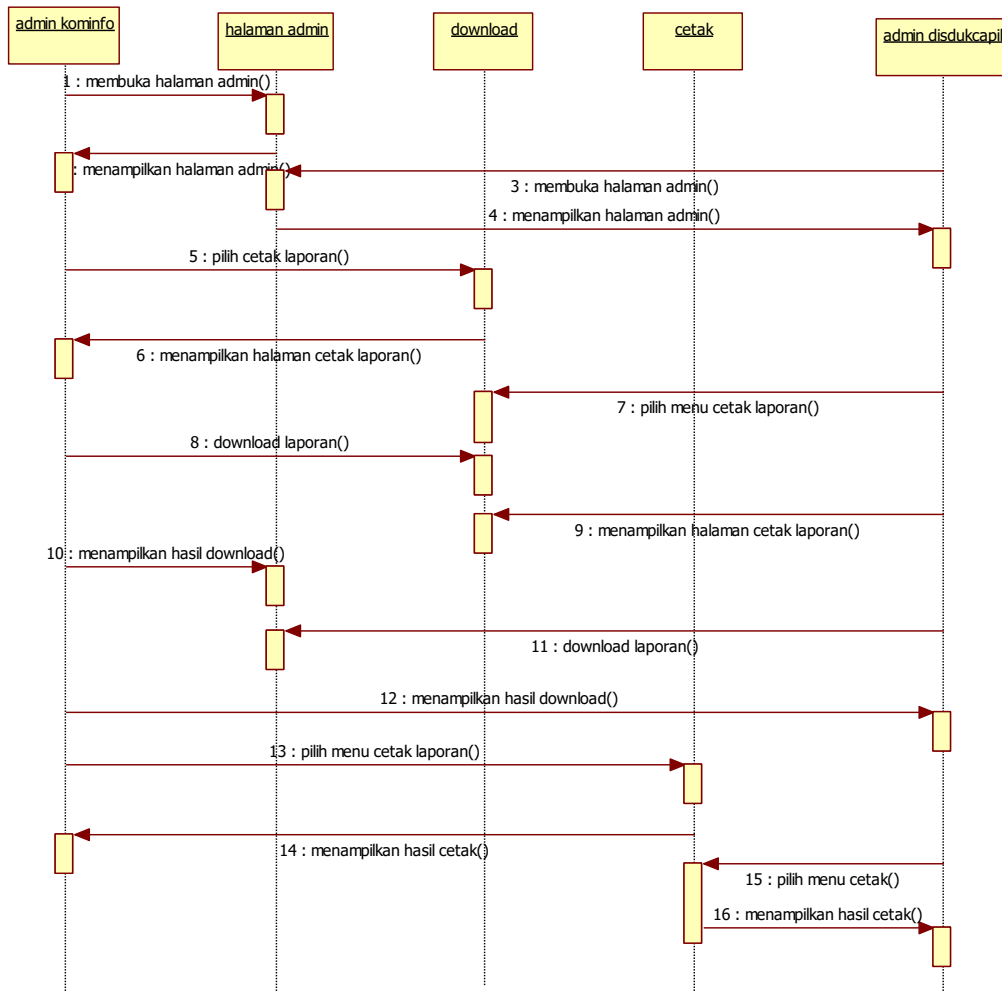 admin kominfo
halaman admin
download
cetak
admin disdukcapil
1 : membuka halaman admin()
: menampilkan halaman admin()
3 : membuka halaman admin()
4 : menampilkan halaman admin()
5 : pilih cetak laporan()
6 : menampilkan halaman cetak laporan()
7 : pilih menu cetak laporan()
8 : download laporan()
9 : menampilkan halaman cetak laporan()
10 : menampilkan hasil download()
11 : download laporan()
12 : menampilkan hasil download()
13 : pilih menu cetak laporan()
14 : menampilkan hasil cetak()
15 : pilih menu cetak()
16 : menampilkan hasil cetak()